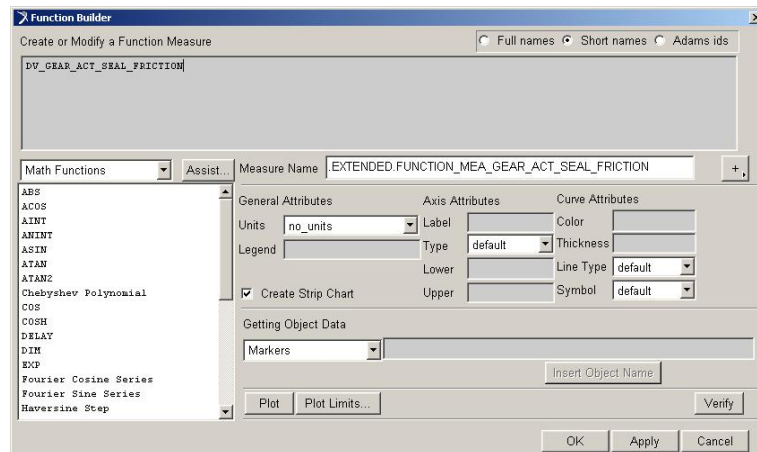 Function Builder
Create or Modify a Function Measure
Full names Short names Adams ids
DV_GEAR_ACT_SEAL_FRICTION
Math Functions Assist... Measure Name .EXTENDED.FUNCTION_MEA_GEAR_ACT_SEAL_FRICTION +
ABS
ACOS
AINT
ANINT
ASIN
ATAN
ATAN2
Chebyshev Polynomial
COS
COSH
DELAY
DIM
EXP
Fourier Cosine Series
Fourier Sine Series
Haversine Step
General Attributes
Units no_units
Legend
Create Strip Chart
Axis Attributes
Label
Type default
Lower
Upper
Curve Attributes
Color
Thickness
Line Type default
Symbol default
Getting Object Data
Markers
Insert Object Name
Plot Plot Limits... Verify
OK Apply Cancel